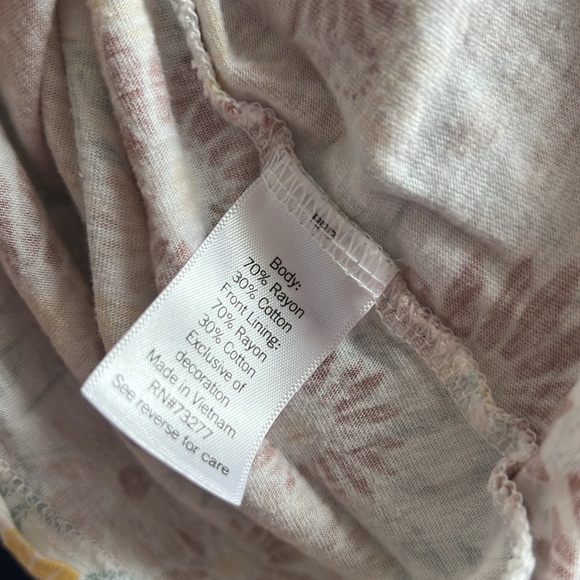 Body:
70% Rayon
30% Cotton
Front Lining:
70% Rayon
30% Cotton
Exclusive of
decoration
Made in Vietnam
RN#73277
See reverse for care